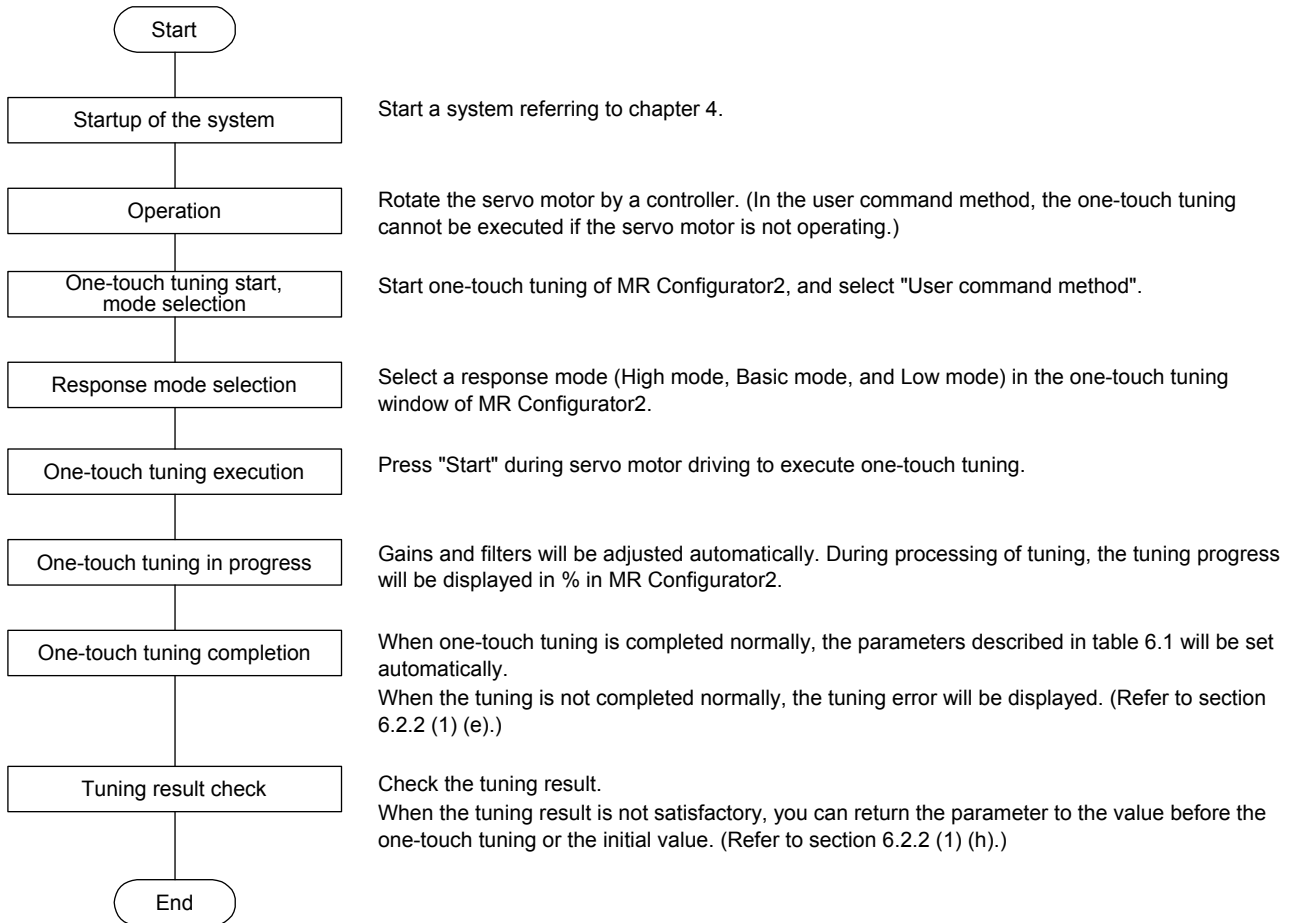 Start
Startup of the system
Start a system referring to chapter 4.
Operation
Rotate the servo motor by a controller. (In the user command method, the one-touch tuning
cannot be executed if the servo motor is not operating.)
One-touch tuning start,
mode selection
Start one-touch tuning of MR Configurator2, and select "User command method".
Response mode selection
Select a response mode (High mode, Basic mode, and Low mode) in the one-touch tuning
window of MR Configurator2.
One-touch tuning execution
Press "Start" during servo motor driving to execute one-touch tuning.
One-touch tuning in progress
Gains and filters will be adjusted automatically. During processing of tuning, the tuning progress
will be displayed in % in MR Configurator2.
One-touch tuning completion
When one-touch tuning is completed normally, the parameters described in table 6.1 will be set
automatically.
When the tuning is not completed normally, the tuning error will be displayed. (Refer to section
6.2.2 (1) (e).)
Tuning result check
Check the tuning result.
When the tuning result is not satisfactory, you can return the parameter to the value before the
one-touch tuning or the initial value. (Refer to section 6.2.2 (1) (h).)
End